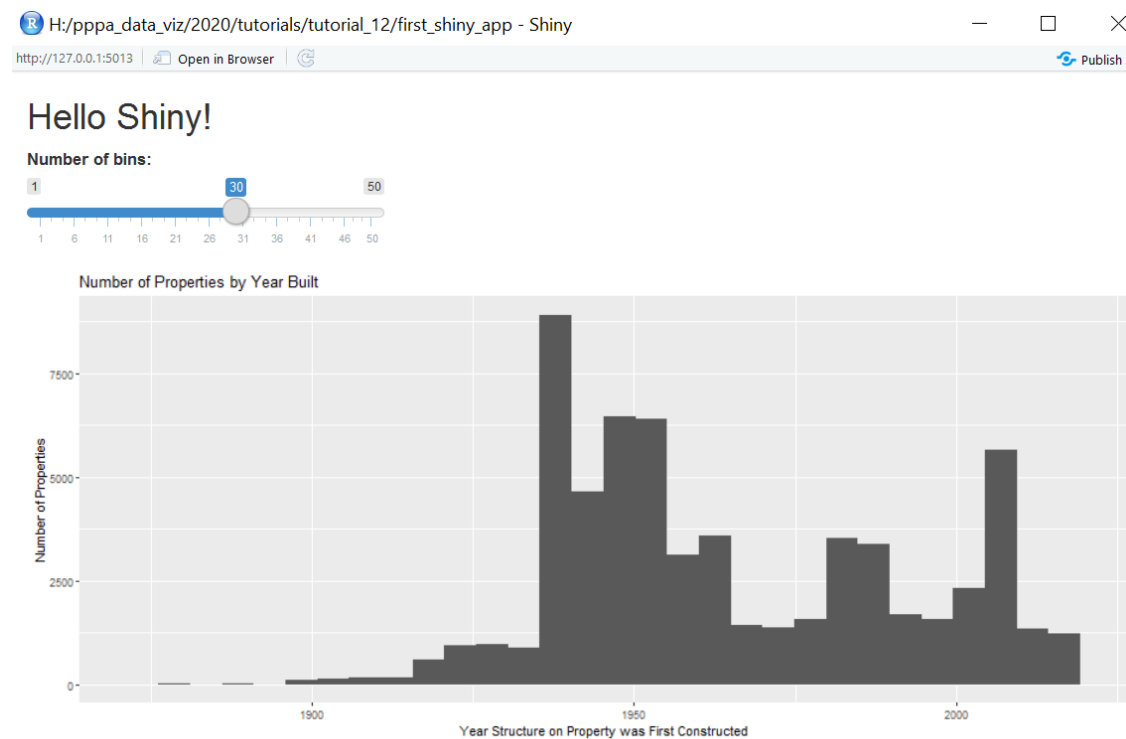 H:/pppa_data_viz/2020/tutorials/tutorial_12/first_shiny_app - Shiny
http://127.0.0.1:5013 Open in Browser Publish
Hello Shiny!
Number of bins:
1 30 50
1 6 11 16 21 26 31 36 41 46 50
Number of Properties by Year Built
7500
5000
2500
0
Number of Properties
1900 1950 2000
Year Structure on Property was First Constructed